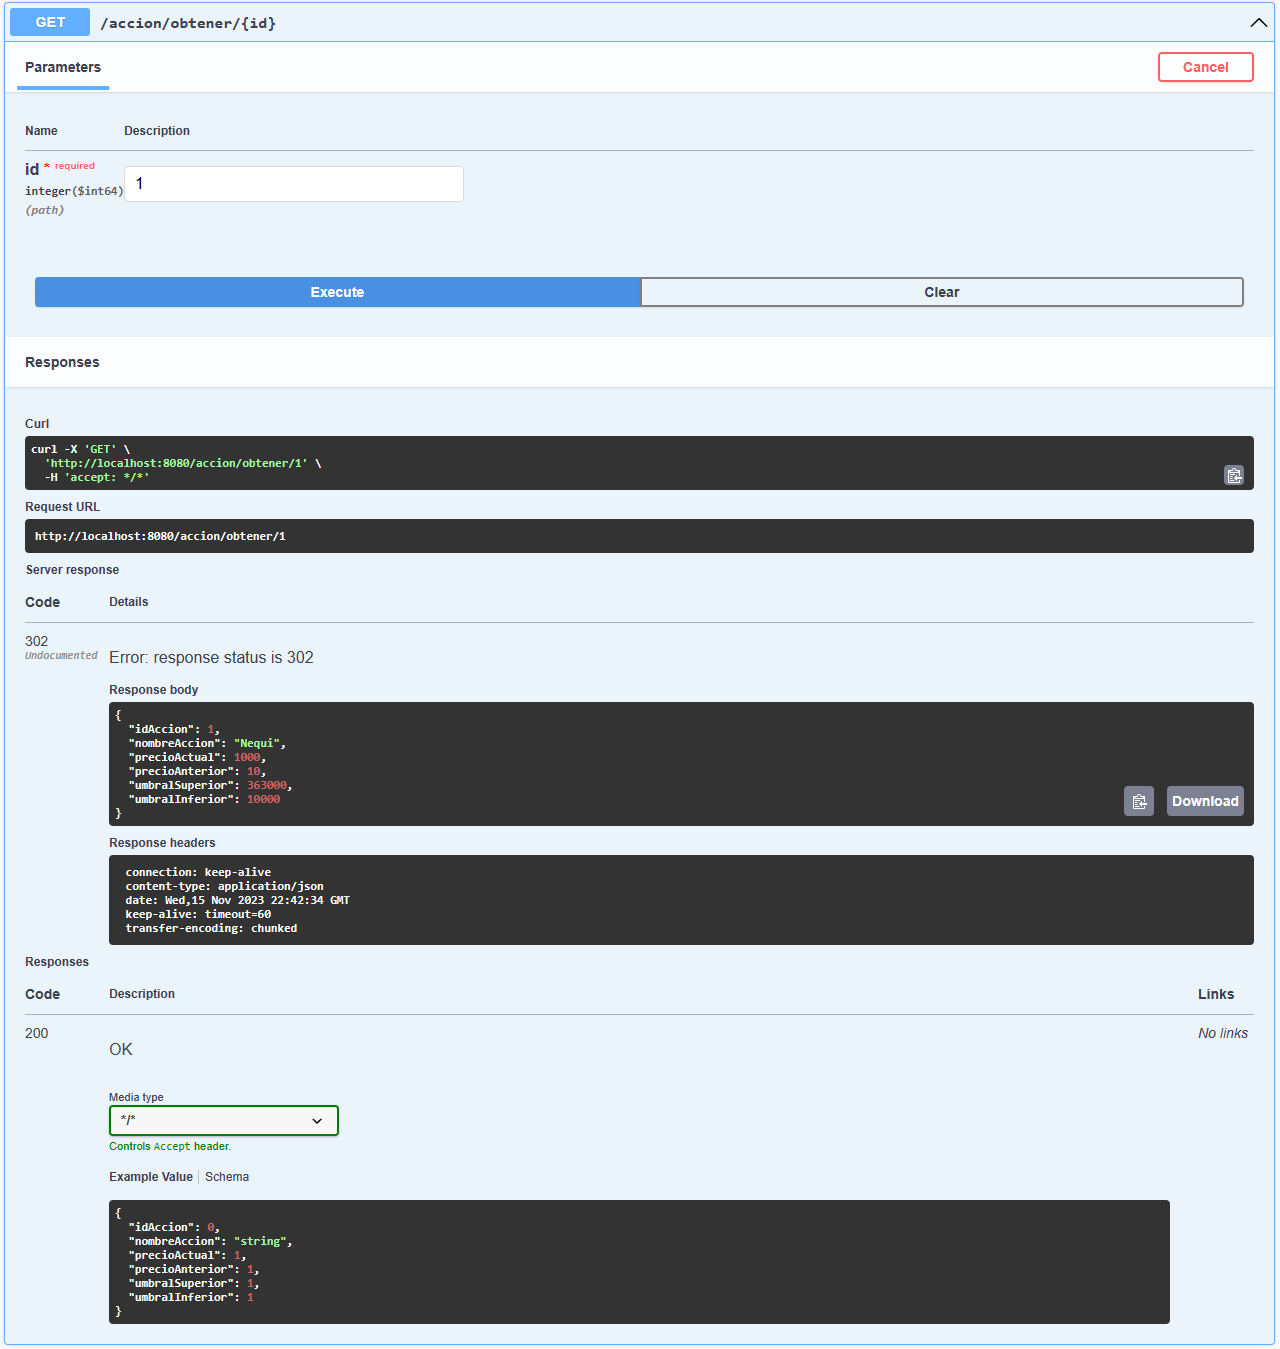 GET /accion/obtener/{id}
Parameters
Cancel
Name Description
id * required
integer($int64)
(path)
1
Execute Clear
Responses
Curl
curl -X 'GET' \
'http://localhost:8080/accion/obtener/1' \
-H 'accept: */*'
Request URL
http://localhost:8080/accion/obtener/1
Server response
Code Details
302
Undocumented
Error: response status is 302
Response body
{
"idAccion": 1,
"nombreAccion": "Nequi",
"precioActual": 1000,
"precioAnterior": 10,
"umbralSuperior": 363000,
"umbralInferior": 10000
}
Download
Response headers
connection: keep-alive
content-type: application/json
date: Wed,15 Nov 2023 22:42:34 GMT
keep-alive: timeout=60
transfer-encoding: chunked
Responses
Code Description Links
200
OK
No links
Media type
*/*
Controls Accept header.
Example Value Schema
{
"idAccion": 0,
"nombreAccion": "string",
"precioActual": 1,
"precioAnterior": 1,
"umbralSuperior": 1,
"umbralInferior": 1
}